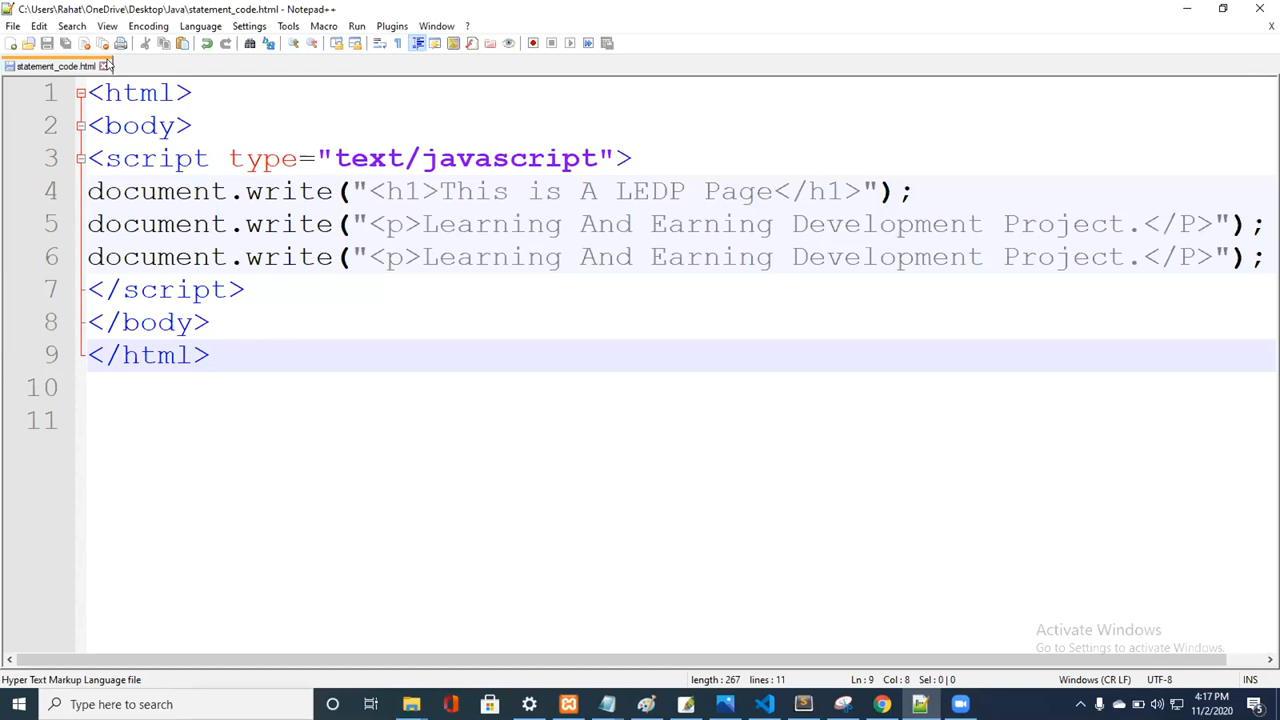 C:\Users\Rahat\OneDrive\Desktop\Java\statement_code.html - Notepad++
File Edit Search View Encoding Language Settings Tools Macro Run Plugins Window ?
X
statement_code.html
1 <html>
2 <body>
3 <script type="text/javascript">
4 document.write("<h1>This is A LEDP Page</h1>");
5 document.write("<p>Learning And Earning Development Project.</P>");
6 document.write("<p>Learning And Earning Development Project.</P>");
7 </script>
8 </body>
9 </html>
10
11
Activate Windows
Go to Settings to activate Windows.
Hyper Text Markup Language file length : 267 lines : 11 Ln : 9 Col : 8 Sel : 0 | 0 Windows (CR LF) UTF-8 INS
Type here to search
4:17 PM
11/2/2020